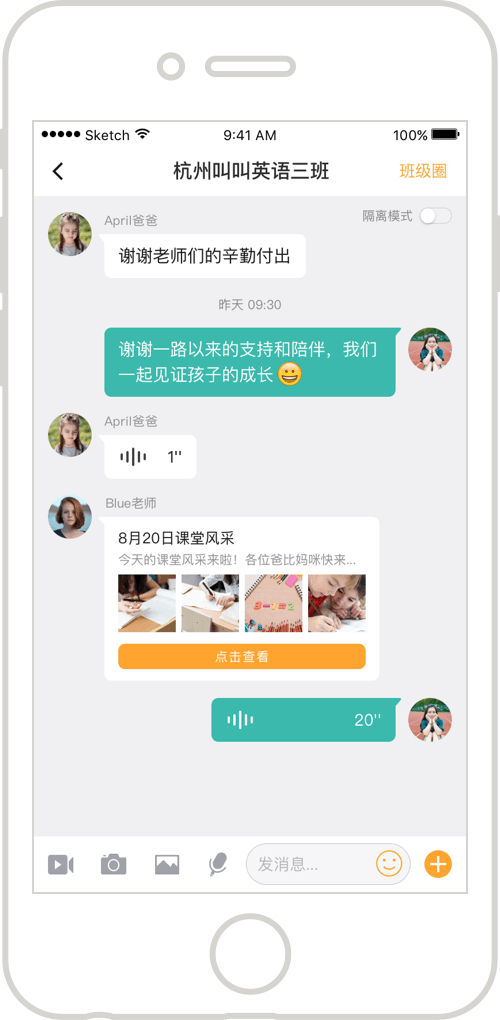 Sketch 9:41 AM 100%
杭州叫叫英语三班 班级圈
April爸爸 隔离模式
谢谢老师们的辛勤付出
昨天 09:30
谢谢一路以来的支持和陪伴，我们
一起见证孩子的成长😀
April爸爸
1''
Blue老师
8月20日课堂风采
今天的课堂风采来啦！各位爸比妈咪快来...
点击查看
20''
发消息...